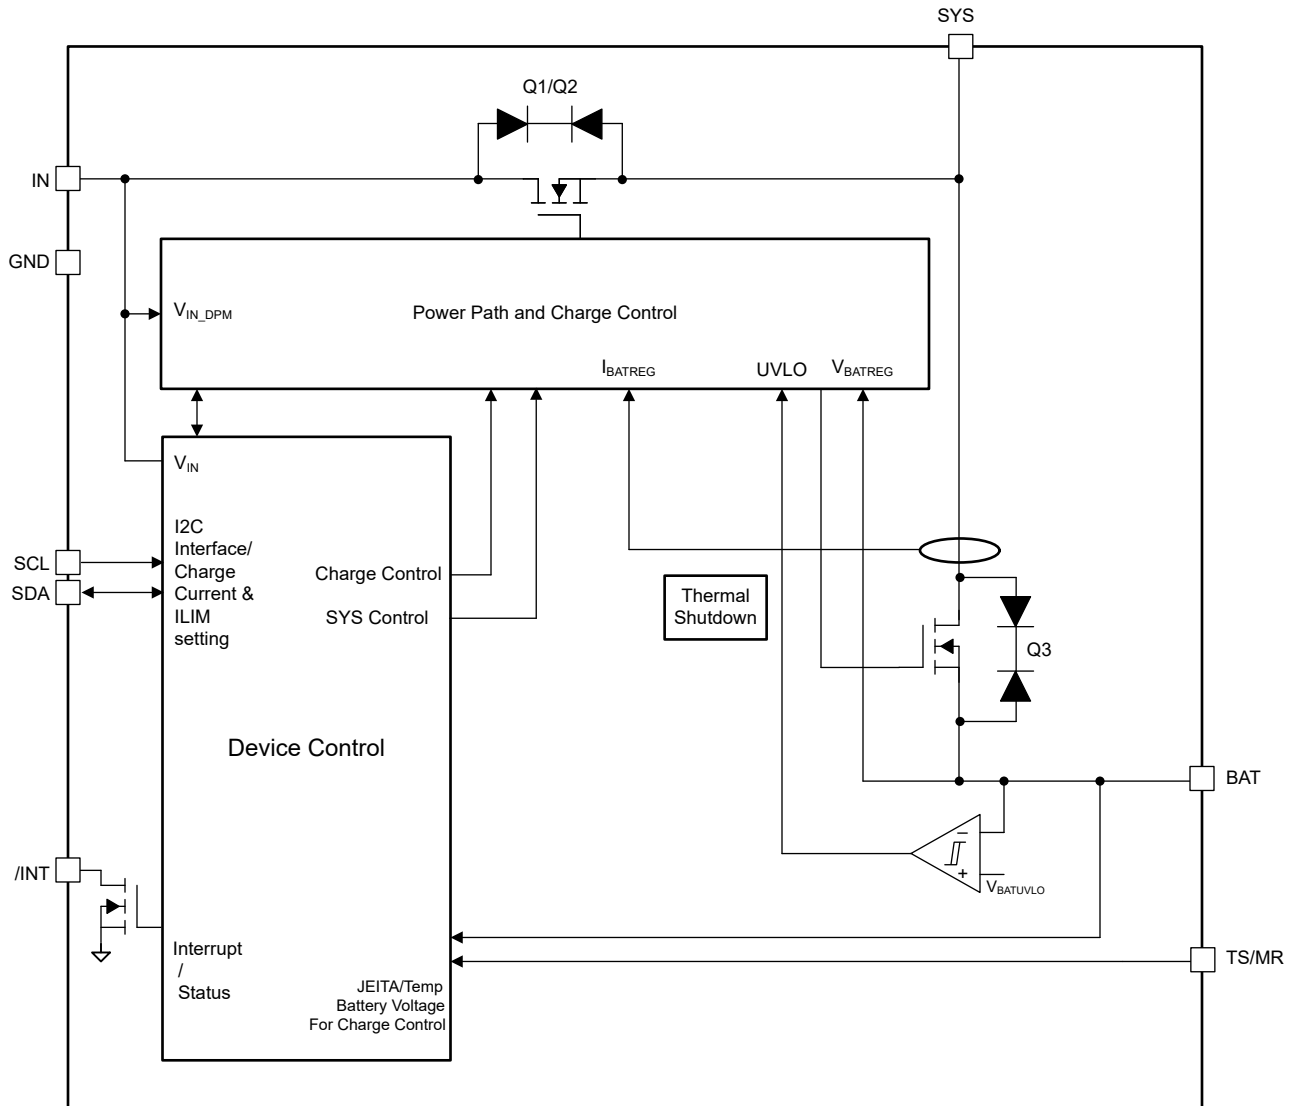 SYS
Q1/Q2
IN
GND
V_IN_DPM
Power Path and Charge Control
I_BATREG
UVLO
V_BATREG
V_IN
I2C
Interface/
Charge
Current &
ILIM
setting
SCL
SDA
Charge Control
SYS Control
Thermal
Shutdown
Q3
Device Control
BAT
−
+
V_BATUVLO
/INT
Interrupt
/
Status
TS/MR
JEITA/Temp
Battery Voltage
For Charge Control